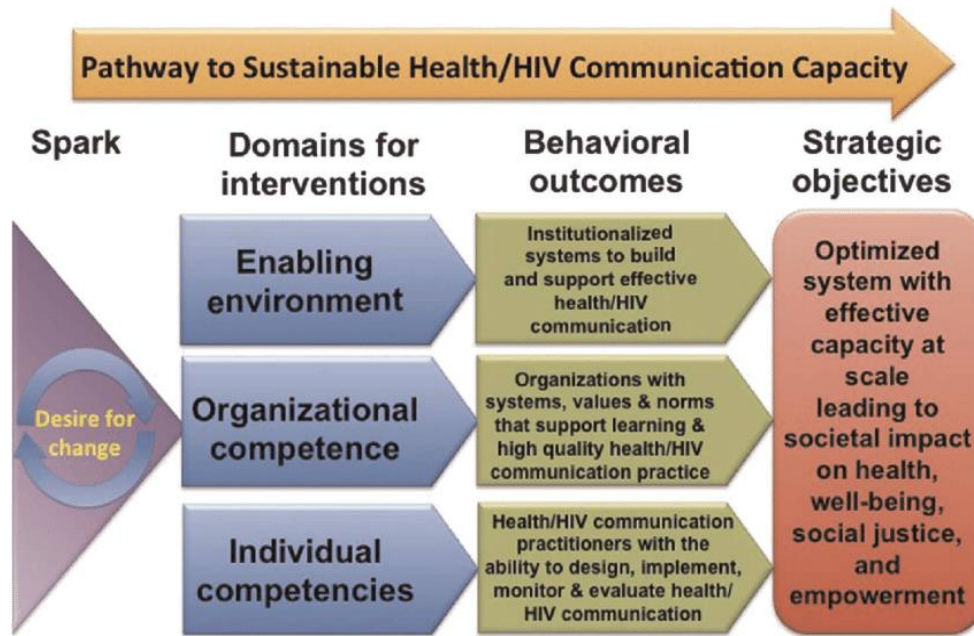 Pathway to Sustainable Health/HIV Communication Capacity
Spark
Domains for
interventions
Behavioral
outcomes
Strategic
objectives
Desire for
change
Enabling
environment
Institutionalized
systems to build
and support effective
health/HIV
communication
Organizational
competence
Organizations with
systems, values & norms
that support learning &
high quality health/HIV
communication practice
Individual
competencies
Health/HIV communication
practitioners with the
ability to design, implement,
monitor & evaluate health/
HIV communication
Optimized
system with
effective
capacity at
scale
leading to
societal impact
on health,
well-being,
social justice,
and
empowerment